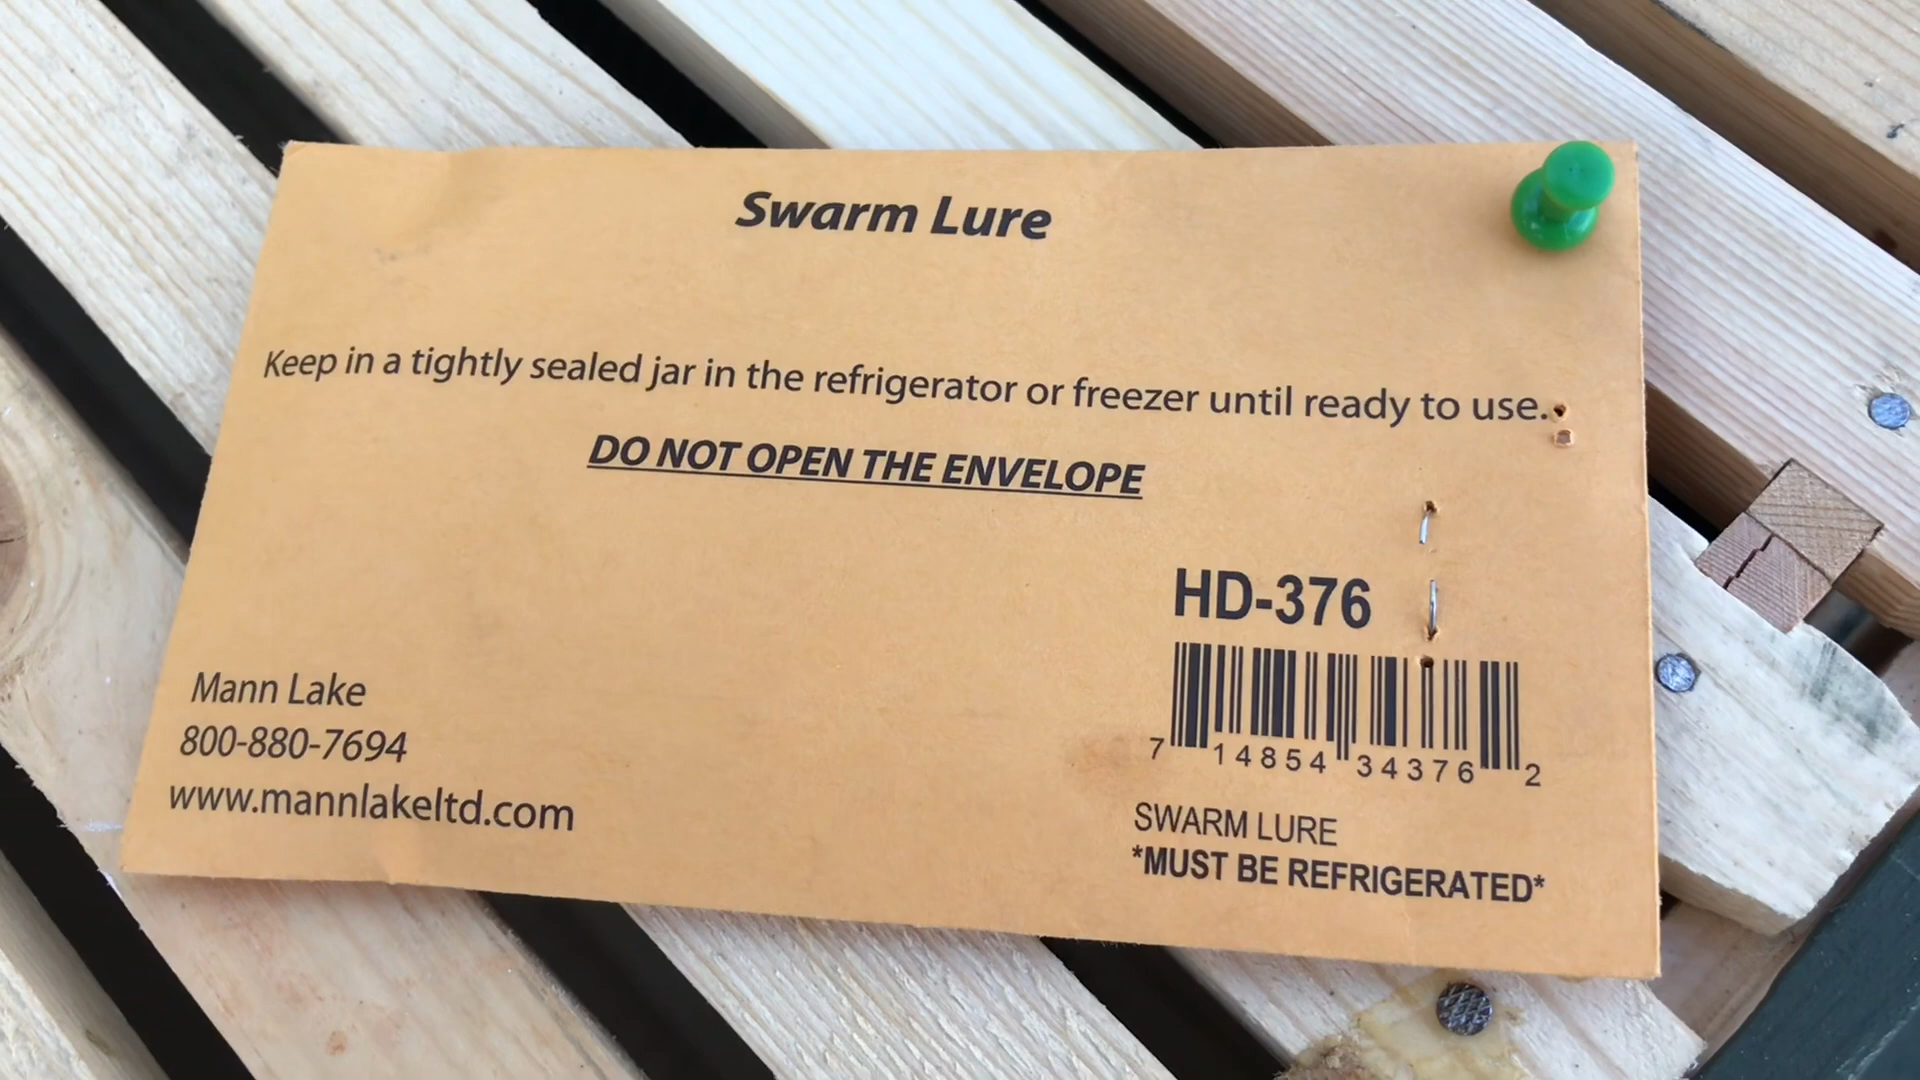 Swarm Lure
Keep in a tightly sealed jar in the refrigerator or freezer until ready to use.
DO NOT OPEN THE ENVELOPE
HD-376
7 14854 34376 2
SWARM LURE
*MUST BE REFRIGERATED*
Mann Lake
800-880-7694
www.mannlakeltd.com